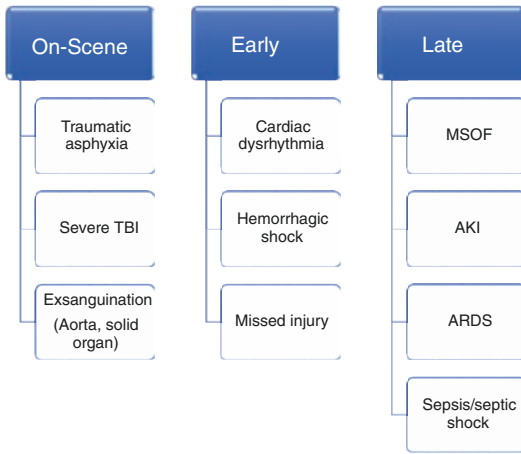 On-Scene
Traumatic
asphyxia
Severe TBI
Exsanguination
(Aorta, solid
organ)
Early
Cardiac
dysrhythmia
Hemorrhagic
shock
Missed injury
Late
MSOF
AKI
ARDS
Sepsis/septic
shock